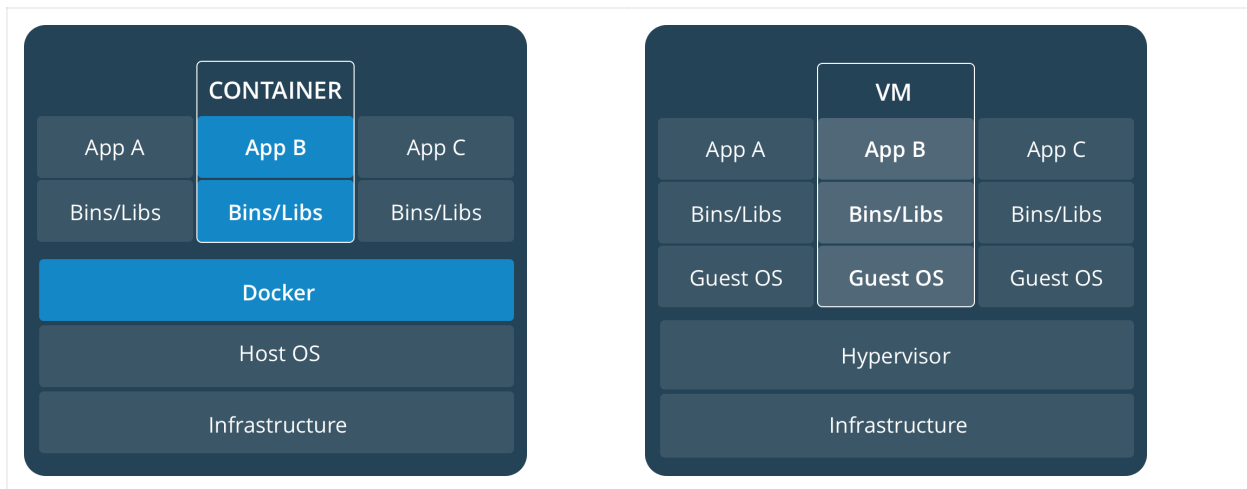 CONTAINER
App A
App B
App C
Bins/Libs
Bins/Libs
Bins/Libs
Docker
Host OS
Infrastructure
VM
App A
App B
App C
Bins/Libs
Bins/Libs
Bins/Libs
Guest OS
Guest OS
Guest OS
Hypervisor
Infrastructure